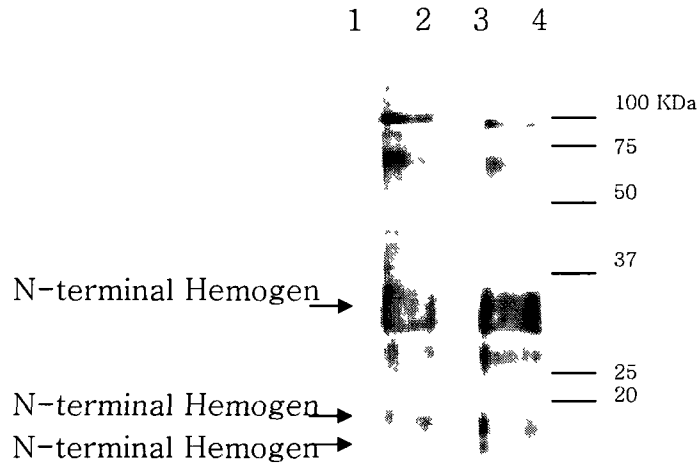 1 2 3 4
100 KDa
75
50
37
N-terminal Hemogen
25
20
N-terminal Hemogen
N-terminal Hemogen